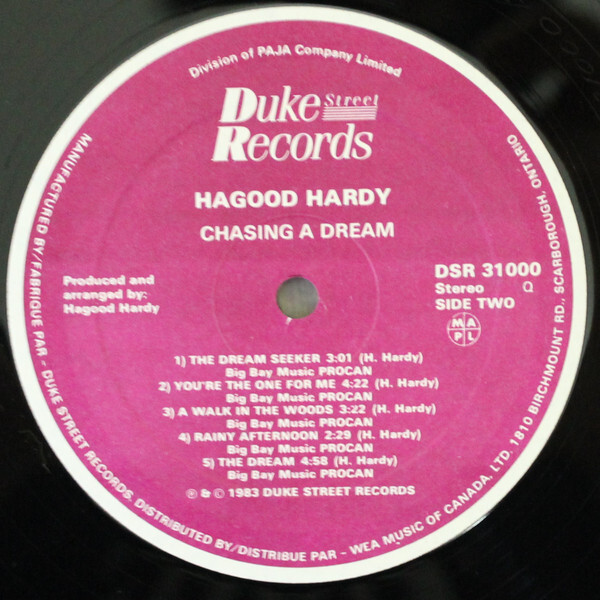 Division of PAJA Company Limited
Duke Street
Records
HAGOOD HARDY
CHASING A DREAM
Produced and
arranged by:
Hagood Hardy
DSR 31000
Stereo Q
SIDE TWO
M A
P L
1) THE DREAM SEEKER 3:01 (H. Hardy)
Big Bay Music PROCAN
2) YOU'RE THE ONE FOR ME 4:22 (H. Hardy)
Big Bay Music PROCAN
3) A WALK IN THE WOODS 3:22 (H. Hardy)
Big Bay Music PROCAN
4) RAINY AFTERNOON 2:29 (H. Hardy)
Big Bay Music PROCAN
5) THE DREAM 4:58 (H. Hardy)
Big Bay Music PROCAN
℗ & © 1983 DUKE STREET RECORDS
MANUFACTURED BY/FABRIQUE PAR - DUKE STREET RECORDS. DISTRIBUTED BY/DISTRIBUE PAR - WEA MUSIC OF CANADA, LTD. 1810 BIRCHMOUNT RD., SCARBOROUGH, ONTARIO